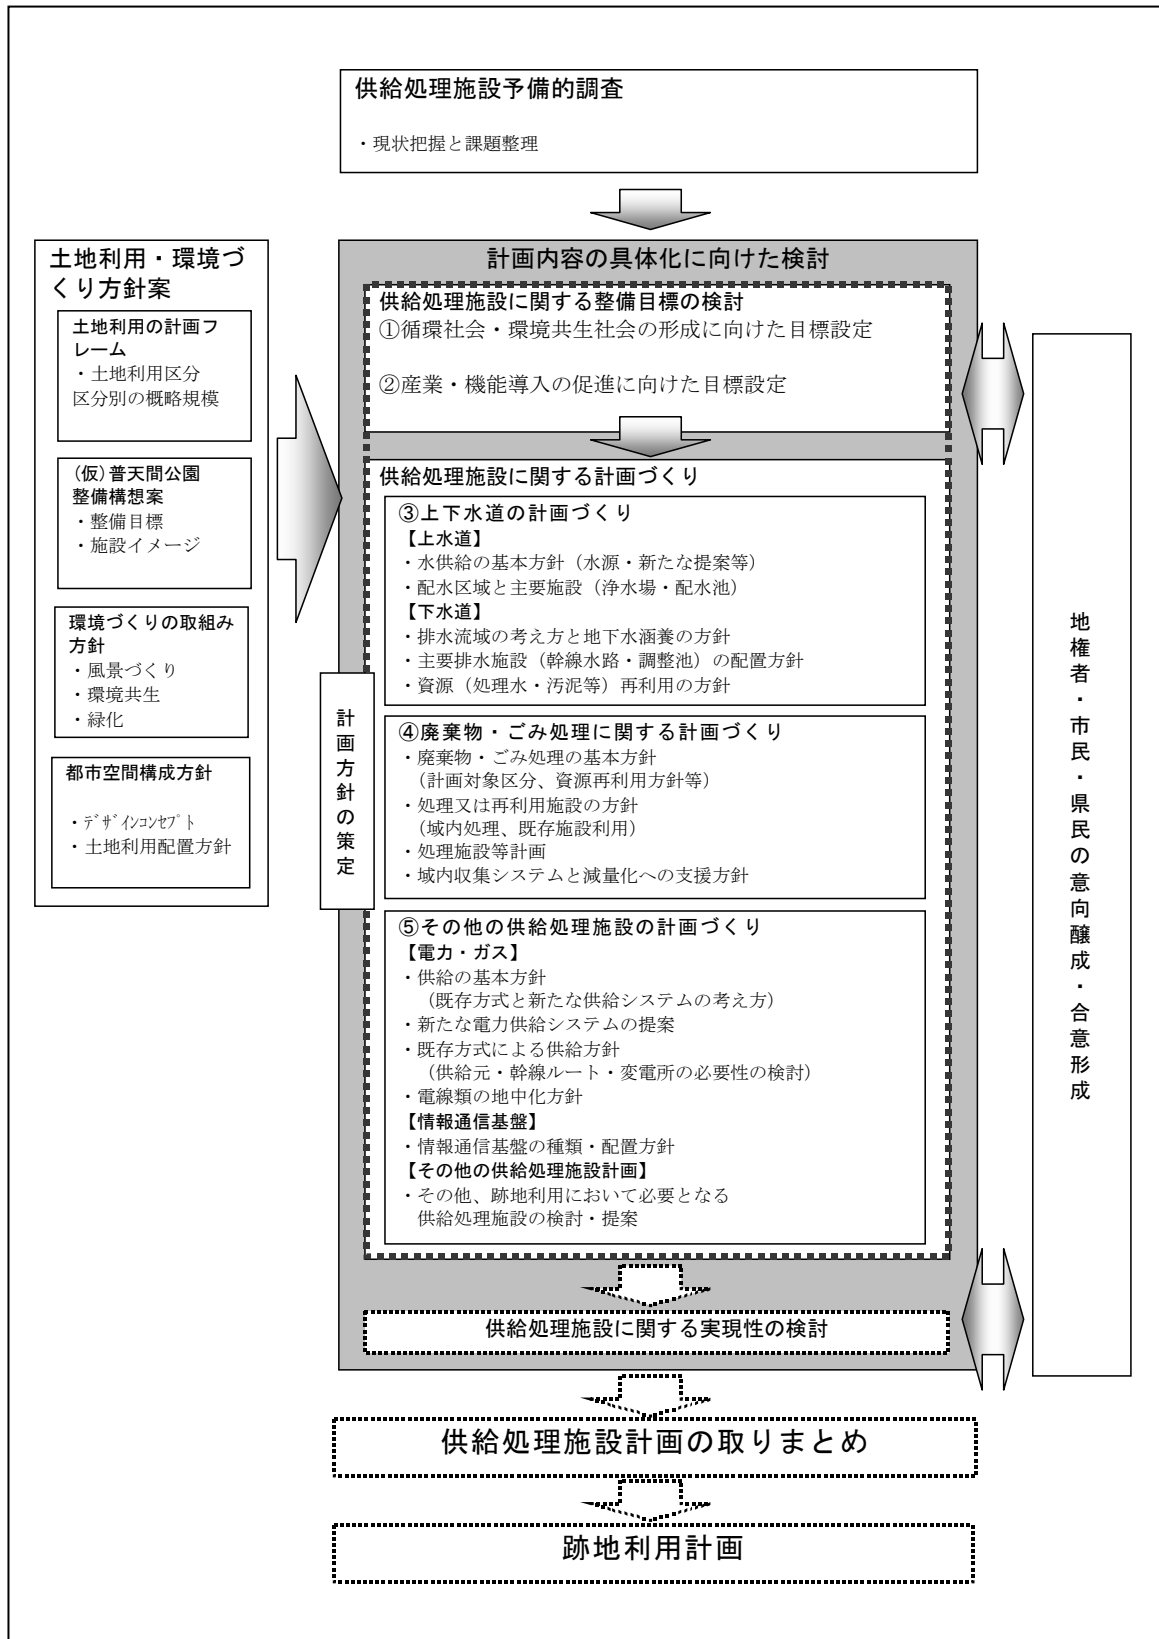 供給処理施設予備的調査
・現状把握と課題整理
土地利用・環境づ
くり方針案
土地利用の計画フ
レーム
・土地利用区分
区分別の概略規模
(仮)普天間公園
整備構想案
・整備目標
・施設イメージ
環境づくりの取組み
方針
・風景づくり
・環境共生
・緑化
都市空間構成方針
・ﾃﾞｻﾞｲﾝｺﾝｾﾌﾟﾄ
・土地利用配置方針
計画内容の具体化に向けた検討
供給処理施設に関する整備目標の検討
①循環社会・環境共生社会の形成に向けた目標設定
②産業・機能導入の促進に向けた目標設定
計画方針の策定
供給処理施設に関する計画づくり
③上下水道の計画づくり
【上水道】
・水供給の基本方針（水源・新たな提案等）
・配水区域と主要施設（浄水場・配水池）
【下水道】
・排水流域の考え方と地下水涵養の方針
・主要排水施設（幹線水路・調整池）の配置方針
・資源（処理水・汚泥等）再利用の方針
④廃棄物・ごみ処理に関する計画づくり
・廃棄物・ごみ処理の基本方針
（計画対象区分、資源再利用方針等）
・処理又は再利用施設の方針
（域内処理、既存施設利用）
・処理施設等計画
・域内収集システムと減量化への支援方針
⑤その他の供給処理施設の計画づくり
【電力・ガス】
・供給の基本方針
（既存方式と新たな供給システムの考え方）
・新たな電力供給システムの提案
・既存方式による供給方針
（供給元・幹線ルート・変電所の必要性の検討）
・電線類の地中化方針
【情報通信基盤】
・情報通信基盤の種類・配置方針
【その他の供給処理施設計画】
・その他、跡地利用において必要となる
供給処理施設の検討・提案
供給処理施設に関する実現性の検討
地権者・市民・県民の意向醸成・合意形成
供給処理施設計画の取りまとめ
跡地利用計画